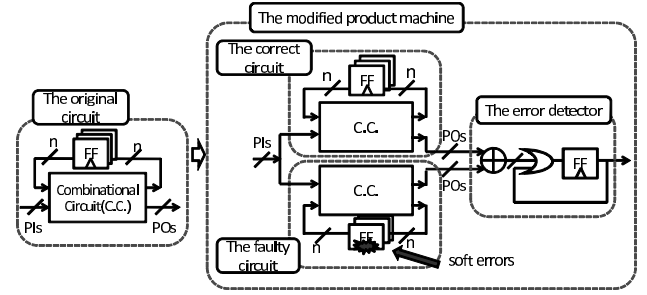 The modified product machine
The correct
circuit
n
FF
n
C.C.
The original
circuit
n
FF
n
Combinational
Circuit(C.C.)
PIs
POs
PIs
POs
POs
The error detector
FF
C.C.
n
FF
n
The faulty
circuit
soft errors